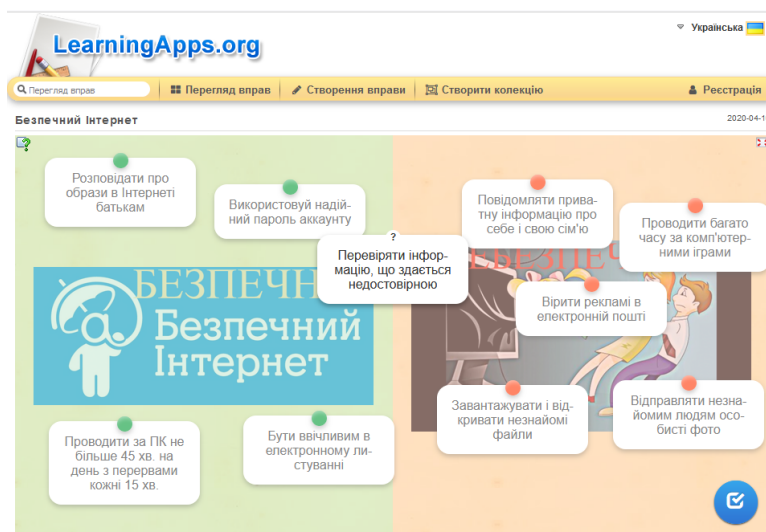 LearningApps.org
Українська
Перегляд вправ
Перегляд вправ
Створення вправи
Створити колекцію
Реєстрація
Безпечний Інтернет
2020-04-1
Розповідати про
образи в Інтернеті
батькам
Використовуй надій-
ний пароль аккаунту
?
Перевіряти інфор-
мацію, що здається
недостовірною
Повідомляти прива-
тну інформацію про
себе і свою сім'ю
Проводити багато
часу за комп'ютер-
ними іграми
БЕЗПЕЧН
Безпечний
Інтернет
Вірити рекламі в
електронній пошті
Проводити за ПК не
більше 45 хв. на
день з перервами
кожні 15 хв.
Бути ввічливим в
електронному ли-
стуванні
Завантажувати і від-
кривати незнайомі
файли
Відправляти незна-
йомим людям осо-
бисті фото